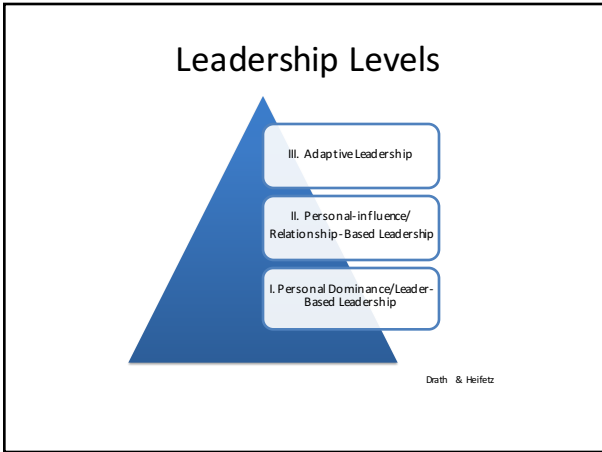 Leadership Levels
III. Adaptive Leadership
II. Personal-influence/
Relationship-Based Leadership
I. Personal Dominance/Leader-
Based Leadership
Drath & Heifetz